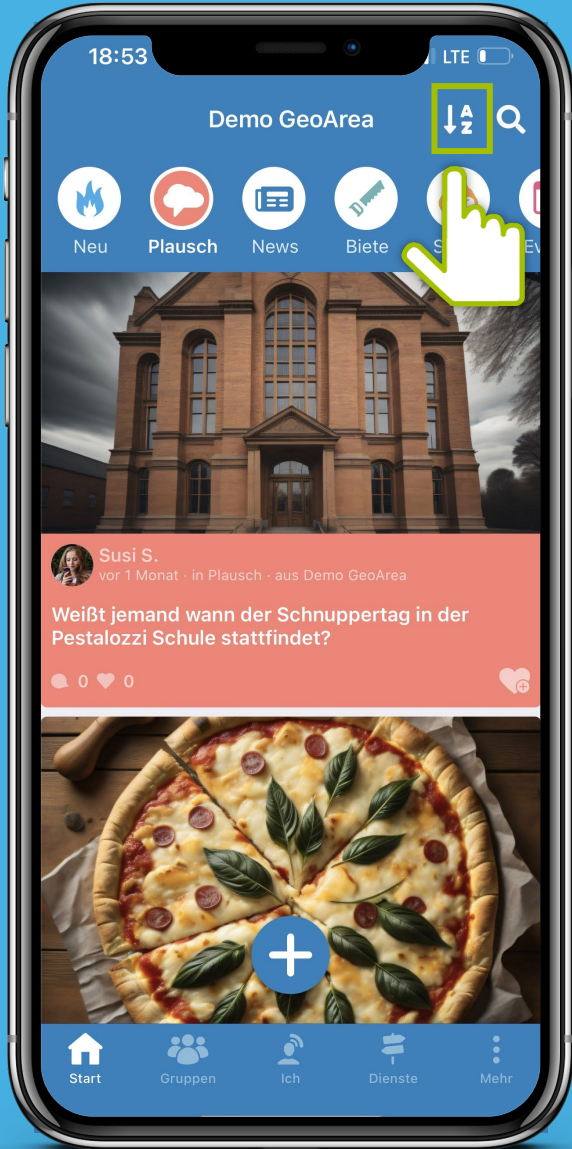 18:53
LTE
Demo GeoArea
A
Z
Neu
Plausch
News
Biete
S
Ev
Susi S.
vor 1 Monat · in Plausch · aus Demo GeoArea
Weißt jemand wann der Schnuppertag in der
Pestalozzi Schule stattfindet?
0
0
Start
Gruppen
Ich
Dienste
Mehr